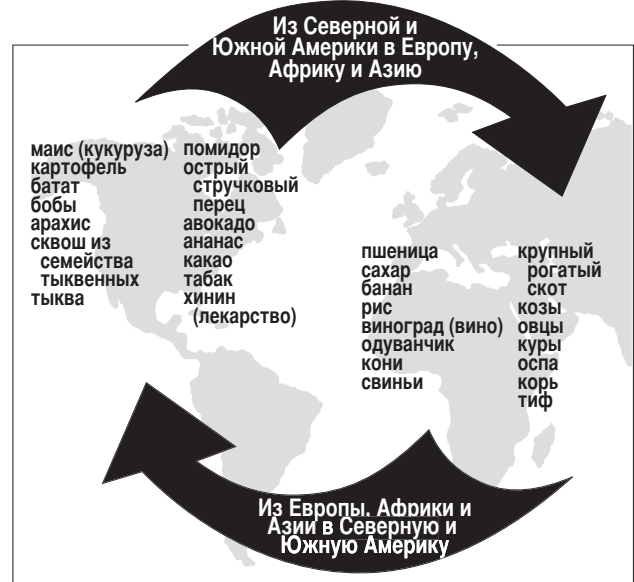 Из Северной и
Южной Америки в Европу,
Африку и Азию
маис (кукуруза)
картофель
батат
бобы
арахис
сквош из
семейства
тыквенных
тыква
помидор
острый
стручковый
перец
авокадо
ананас
какао
табак
хинин
(лекарство)
пшеница
сахар
банан
рис
виноград (вино)
одуванчик
кони
свиньи
крупный
рогатый
скот
козы
овцы
куры
оспа
корь
тиф
Из Европы, Африки и
Азии в Северную и
Южную Америку